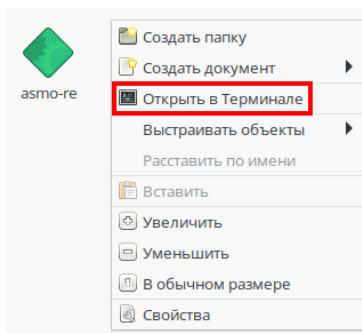 asmo-re
Создать папку
Создать документ
Открыть в Терминале
Выстраивать объекты
Расставить по имени
Вставить
Увеличить
Уменьшить
В обычном размере
Свойства